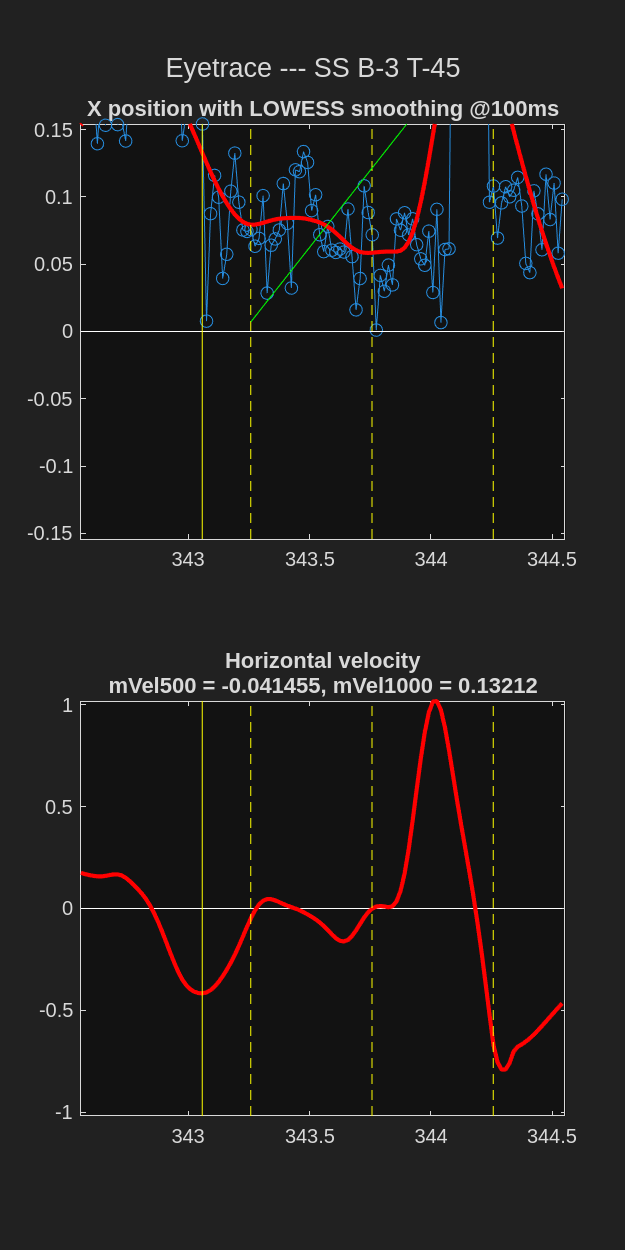 Eyetrace --- SS B-3 T-45
X position with LOWESS smoothing @100ms
0.15
0.1
0.05
0
-0.05
-0.1
-0.15
343 343.5 344 344.5
Horizontal velocity
mVel500 = -0.041455, mVel1000 = 0.13212
1
0.5
0
-0.5
-1
343 343.5 344 344.5